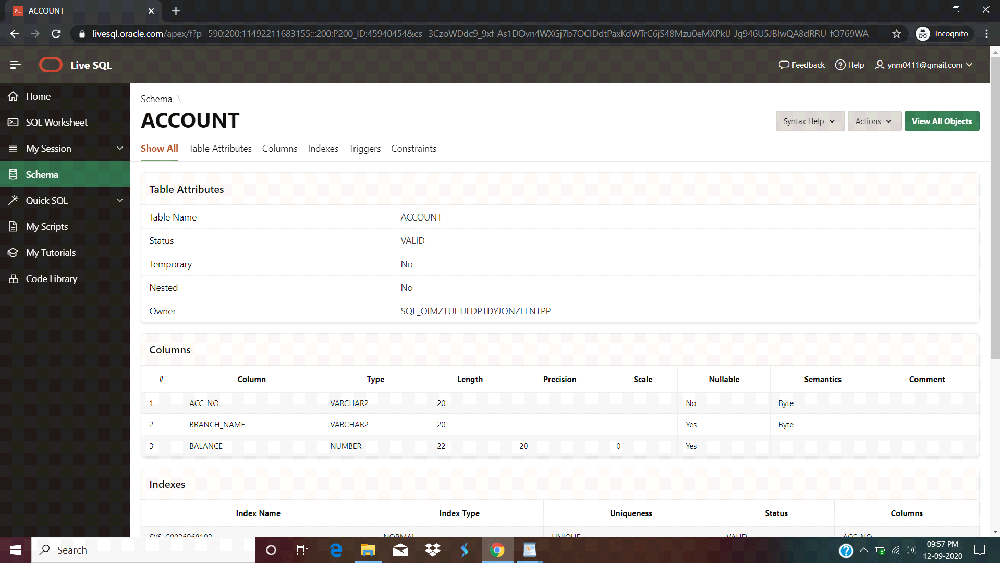 ACCOUNT
livesql.oracle.com/apex/f?p=590:200:11492211683155:::200:P200_ID:45940454&cs=3CzoWDdc9_9xf-As1DOvn4WXGj7b7OCIDdtPaxKdWTrC6jS48Mzu0eMXPkIJ-Jg946U5JBIwQA8dRRU-fO769WA
Incognito
Live SQL
Feedback
Help
ynm0411@gmail.com
Home
SQL Worksheet
My Session
Schema
Quick SQL
My Scripts
My Tutorials
Code Library
Schema \
ACCOUNT
Syntax Help
Actions
View All Objects
Show All Table Attributes Columns Indexes Triggers Constraints
Table Attributes
Table Name ACCOUNT
Status VALID
Temporary No
Nested No
Owner SQL_OIMZTUFTJLDPTDYJONZFLNTPP
Columns
# Column Type Length Precision Scale Nullable Semantics Comment
1 ACC_NO VARCHAR2 20 No Byte
2 BRANCH_NAME VARCHAR2 20 Yes Byte
3 BALANCE NUMBER 22 20 0 Yes
Indexes
Index Name Index Type Uniqueness Status Columns
NORMAL UNIQUE VALID ACC_NO
Search
09:57 PM
12-09-2020